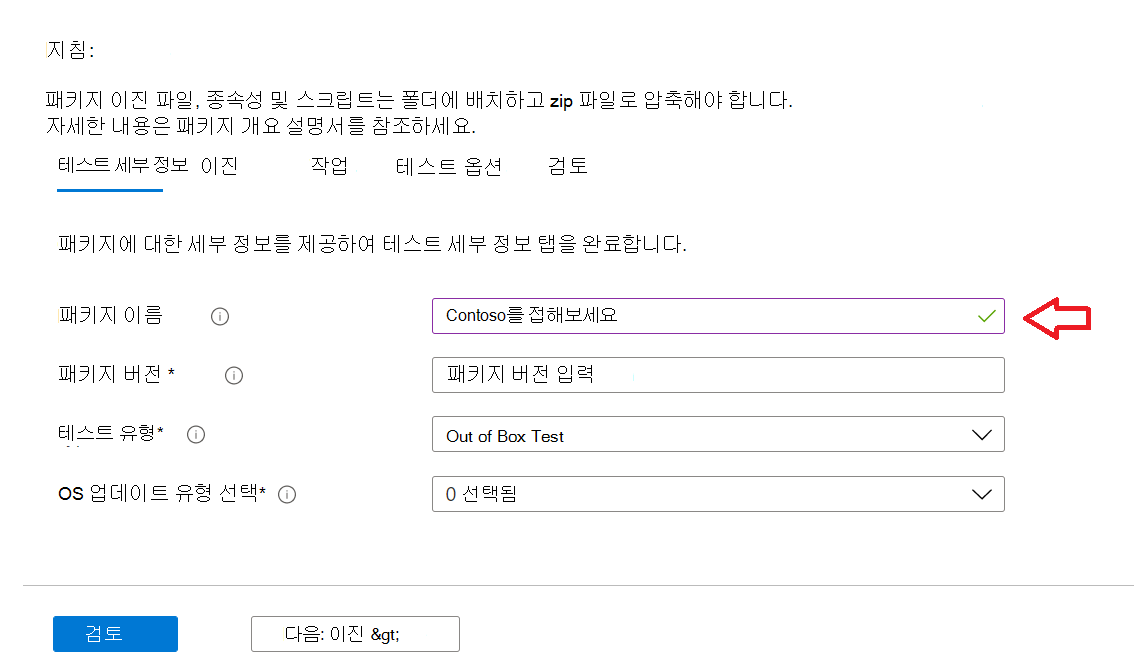 지침:
패키지 이진 파일, 종속성 및 스크립트는 폴더에 배치하고 zip 파일로 압축해야 합니다.
자세한 내용은 패키지 개요 설명서를 참조하세요.
테스트 세부 정보 이진 작업 테스트 옵션 검토
패키지에 대한 세부 정보를 제공하여 테스트 세부 정보 탭을 완료합니다.
패키지 이름 Contoso를 접해보세요
패키지 버전 * 패키지 버전 입력
테스트 유형* Out of Box Test
OS 업데이트 유형 선택* 0 선택됨
검토 다음: 이진 &gt;